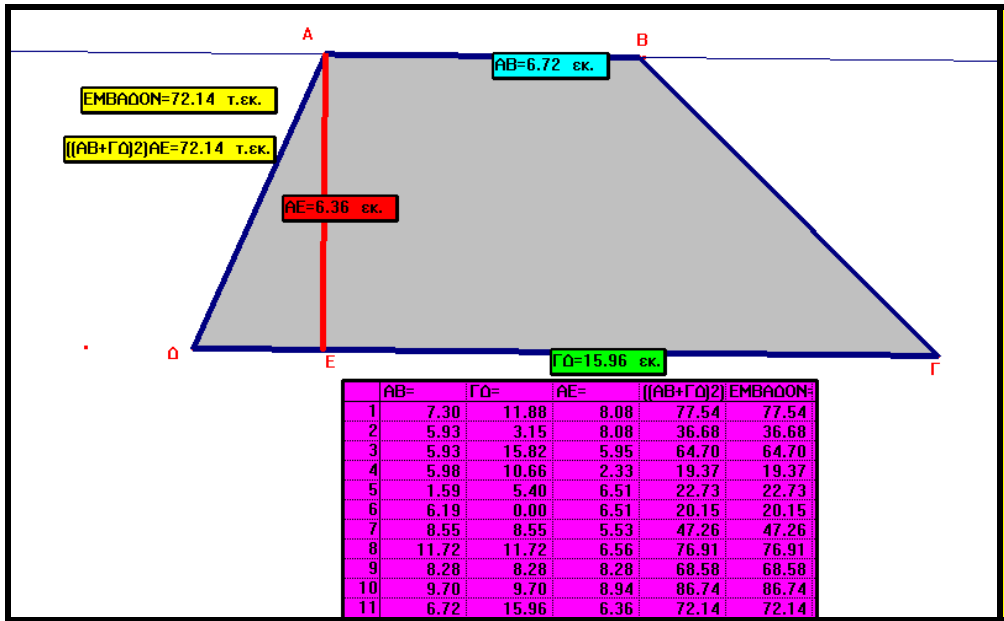 Α
Β
ΑΒ=6.72 εκ.
ΕΜΒΑΔΟΝ=72.14 τ.εκ.
((ΑΒ+ΓΔ)2)ΑΕ=72.14 τ.εκ.
ΑΕ=6.36 εκ.
Δ
Ε
ΓΔ=15.96 εκ.
Γ
ΑΒ= ΓΔ= ΑΕ= ((ΑΒ+ΓΔ)2) ΕΜΒΑΔΟΝ=
1 7.30 11.88 8.08 77.54 77.54
2 5.93 3.15 8.08 36.68 36.68
3 5.93 15.82 5.95 64.70 64.70
4 5.98 10.66 2.33 19.37 19.37
5 1.59 5.40 6.51 22.73 22.73
6 6.19 0.00 6.51 20.15 20.15
7 8.55 8.55 5.53 47.26 47.26
8 11.72 11.72 6.56 76.91 76.91
9 8.28 8.28 8.28 68.58 68.58
10 9.70 9.70 8.94 86.74 86.74
11 6.72 15.96 6.36 72.14 72.14